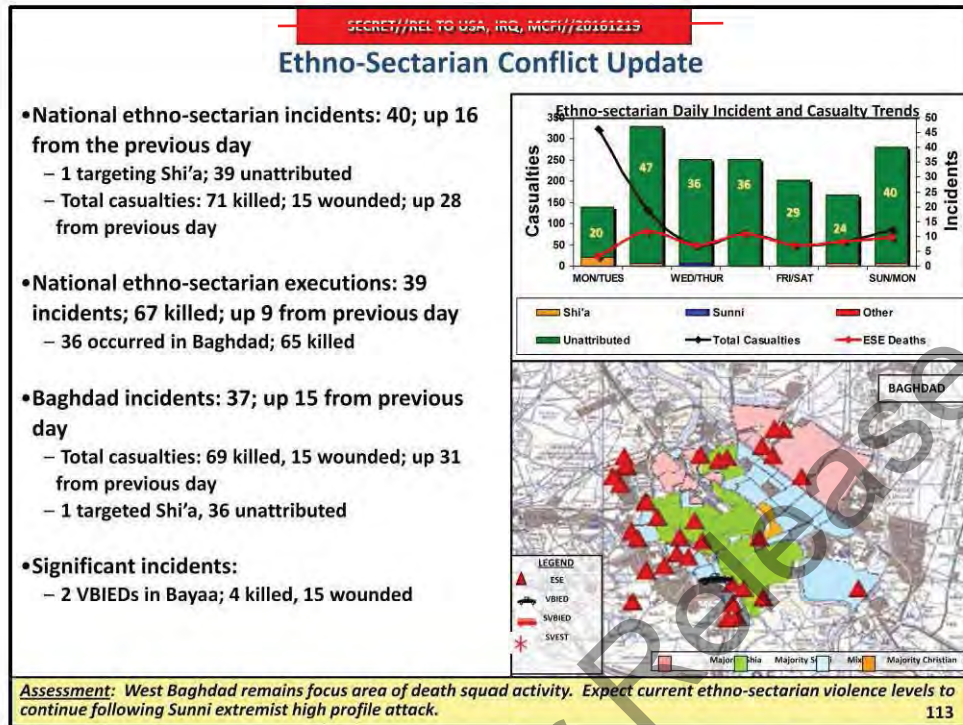 SECRET//REL TO USA, IRQ, MCFI//20161219
Ethno-Sectarian Conflict Update
•National ethno-sectarian incidents: 40; up 16
from the previous day
– 1 targeting Shi'a; 39 unattributed
– Total casualties: 71 killed; 15 wounded; up 28
from previous day
•National ethno-sectarian executions: 39
incidents; 67 killed; up 9 from previous day
– 36 occurred in Baghdad; 65 killed
•Baghdad incidents: 37; up 15 from previous
day
– Total casualties: 69 killed, 15 wounded; up 31
from previous day
– 1 targeted Shi'a, 36 unattributed
•Significant incidents:
– 2 VBIEDs in Bayaa; 4 killed, 15 wounded
Ethno-sectarian Daily Incident and Casualty Trends
Casualties
350
300
250
200
150
100
50
0
20
47
36
36
29
24
40
50
45
40
35
30
25
20
15
10
5
0
Incidents
MON/TUES WED/THUR FRI/SAT SUN/MON
Shi'a Sunni Other
Unattributed Total Casualties ESE Deaths
BAGHDAD
LEGEND
ESE
VBIED
SVBIED
SVEST
Majority Christian
Release
Assessment: West Baghdad remains focus area of death squad activity. Expect current ethno-sectarian violence levels to
continue following Sunni extremist high profile attack.
113